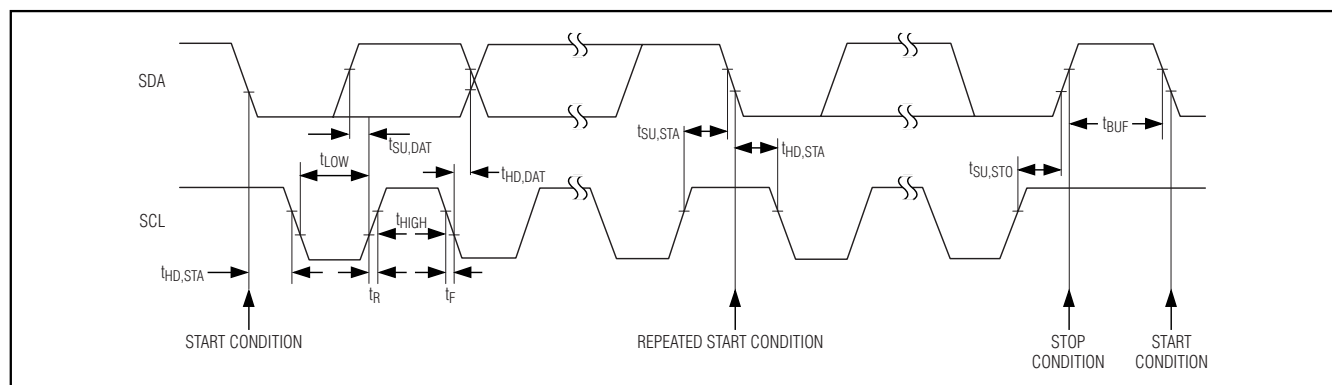 SDA
tSU,STA
tBUF
tSU,DAT
tLOW
tHD,STA
tHD,DAT
tSU,STO
SCL
tHIGH
tHD,STA
tR
tF
START CONDITION
REPEATED START CONDITION
STOP
CONDITION
START
CONDITION